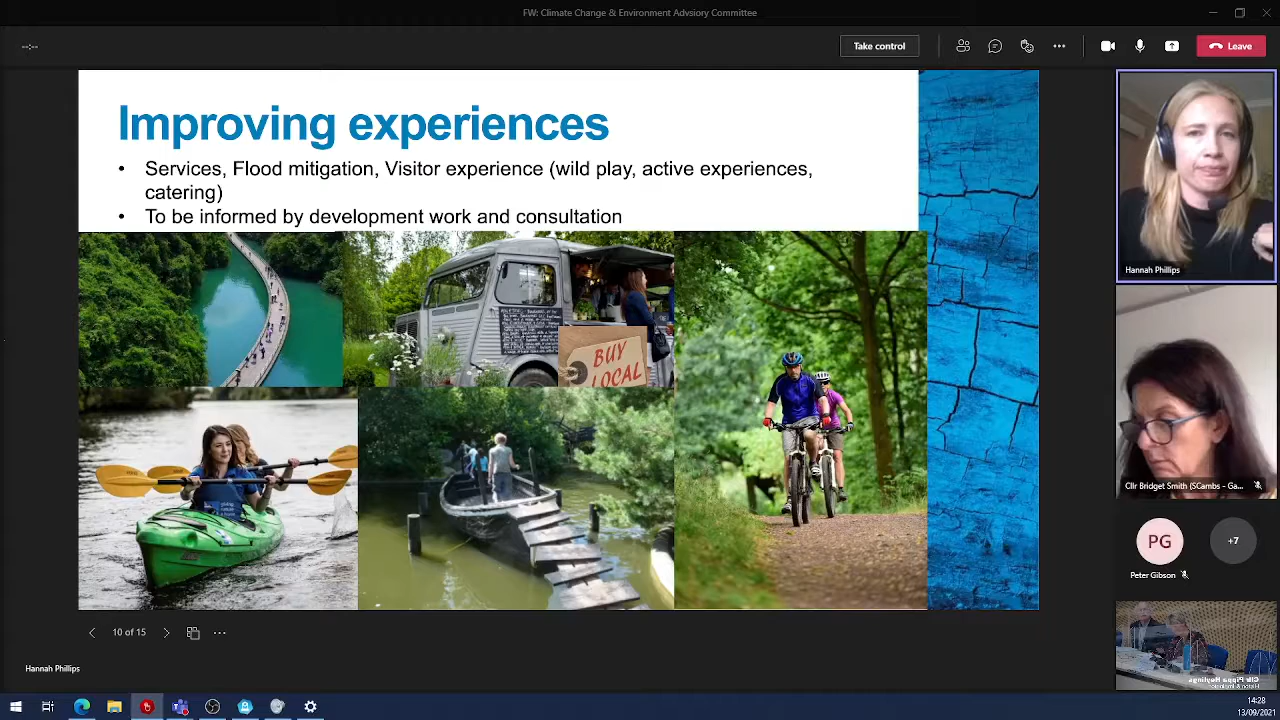 FW: Climate Change & Environment Advsiory Committee
--:--
Take control
Leave
Improving experiences
• Services, Flood mitigation, Visitor experience (wild play, active experiences,
catering)
• To be informed by development work and consultation
BUY
LOCAL
Hannah Phillips
Cllr Bridget Smith (SCambs - Ga...
PG
+7
Peter Gibson
10 of 15
Hannah Phillips
14:28
13/09/2021